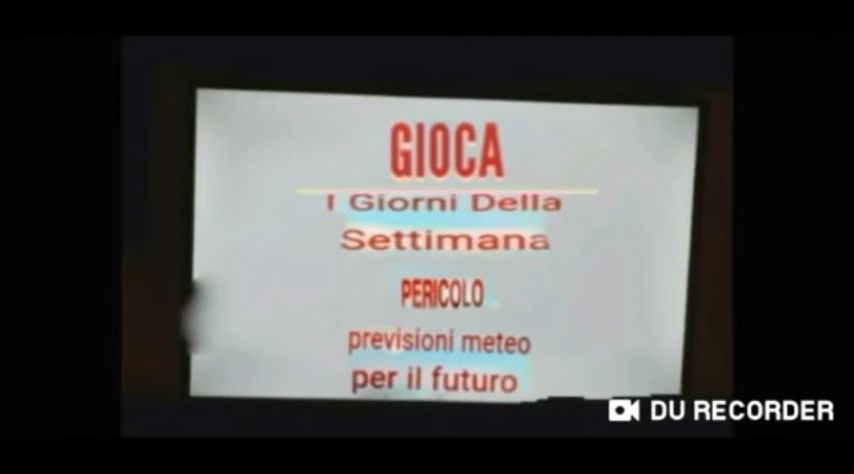 GIOCA
I Giorni Della
Settimana
PERICOLO
previsioni meteo
per il futuro
DU RECORDER